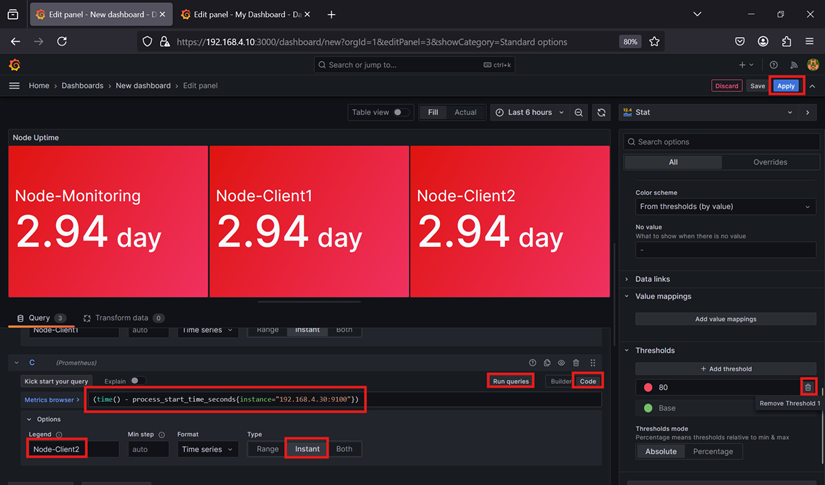 Edit panel - New dashboard - D
Edit panel - My Dashboard - Da
https://192.168.4.10:3000/dashboard/new?orgId=1&editPanel=3&showCategory=Standard options
80%
Search or jump to...
ctrl+k
Home › Dashboards › New dashboard › Edit panel
Discard
Save
Apply
Table view
Fill
Actual
Last 6 hours
12.4
Stat
Node Uptime
Node-Monitoring
2.94 day
Node-Client1
2.94 day
Node-Client2
2.94 day
Search options
All
Overrides
Color scheme
From thresholds (by value)
No value
What to show when there is no value
-
Data links
Value mappings
Add value mappings
Thresholds
+ Add threshold
80
Remove Threshold 1
Base
Thresholds mode
Percentage means thresholds relative to min & max
Absolute
Percentage
Query 3
Transform data 0
Node-Client1
auto
Time series
Range
Instant
Both
C
(Prometheus)
Kick start your query
Explain
Run queries
Builder
Code
Metrics browser >
(time() - process_start_time_seconds{instance="192.168.4.30:9100"})
Options
Legend
Min step
Format
Type
Node-Client2
auto
Time series
Range
Instant
Both